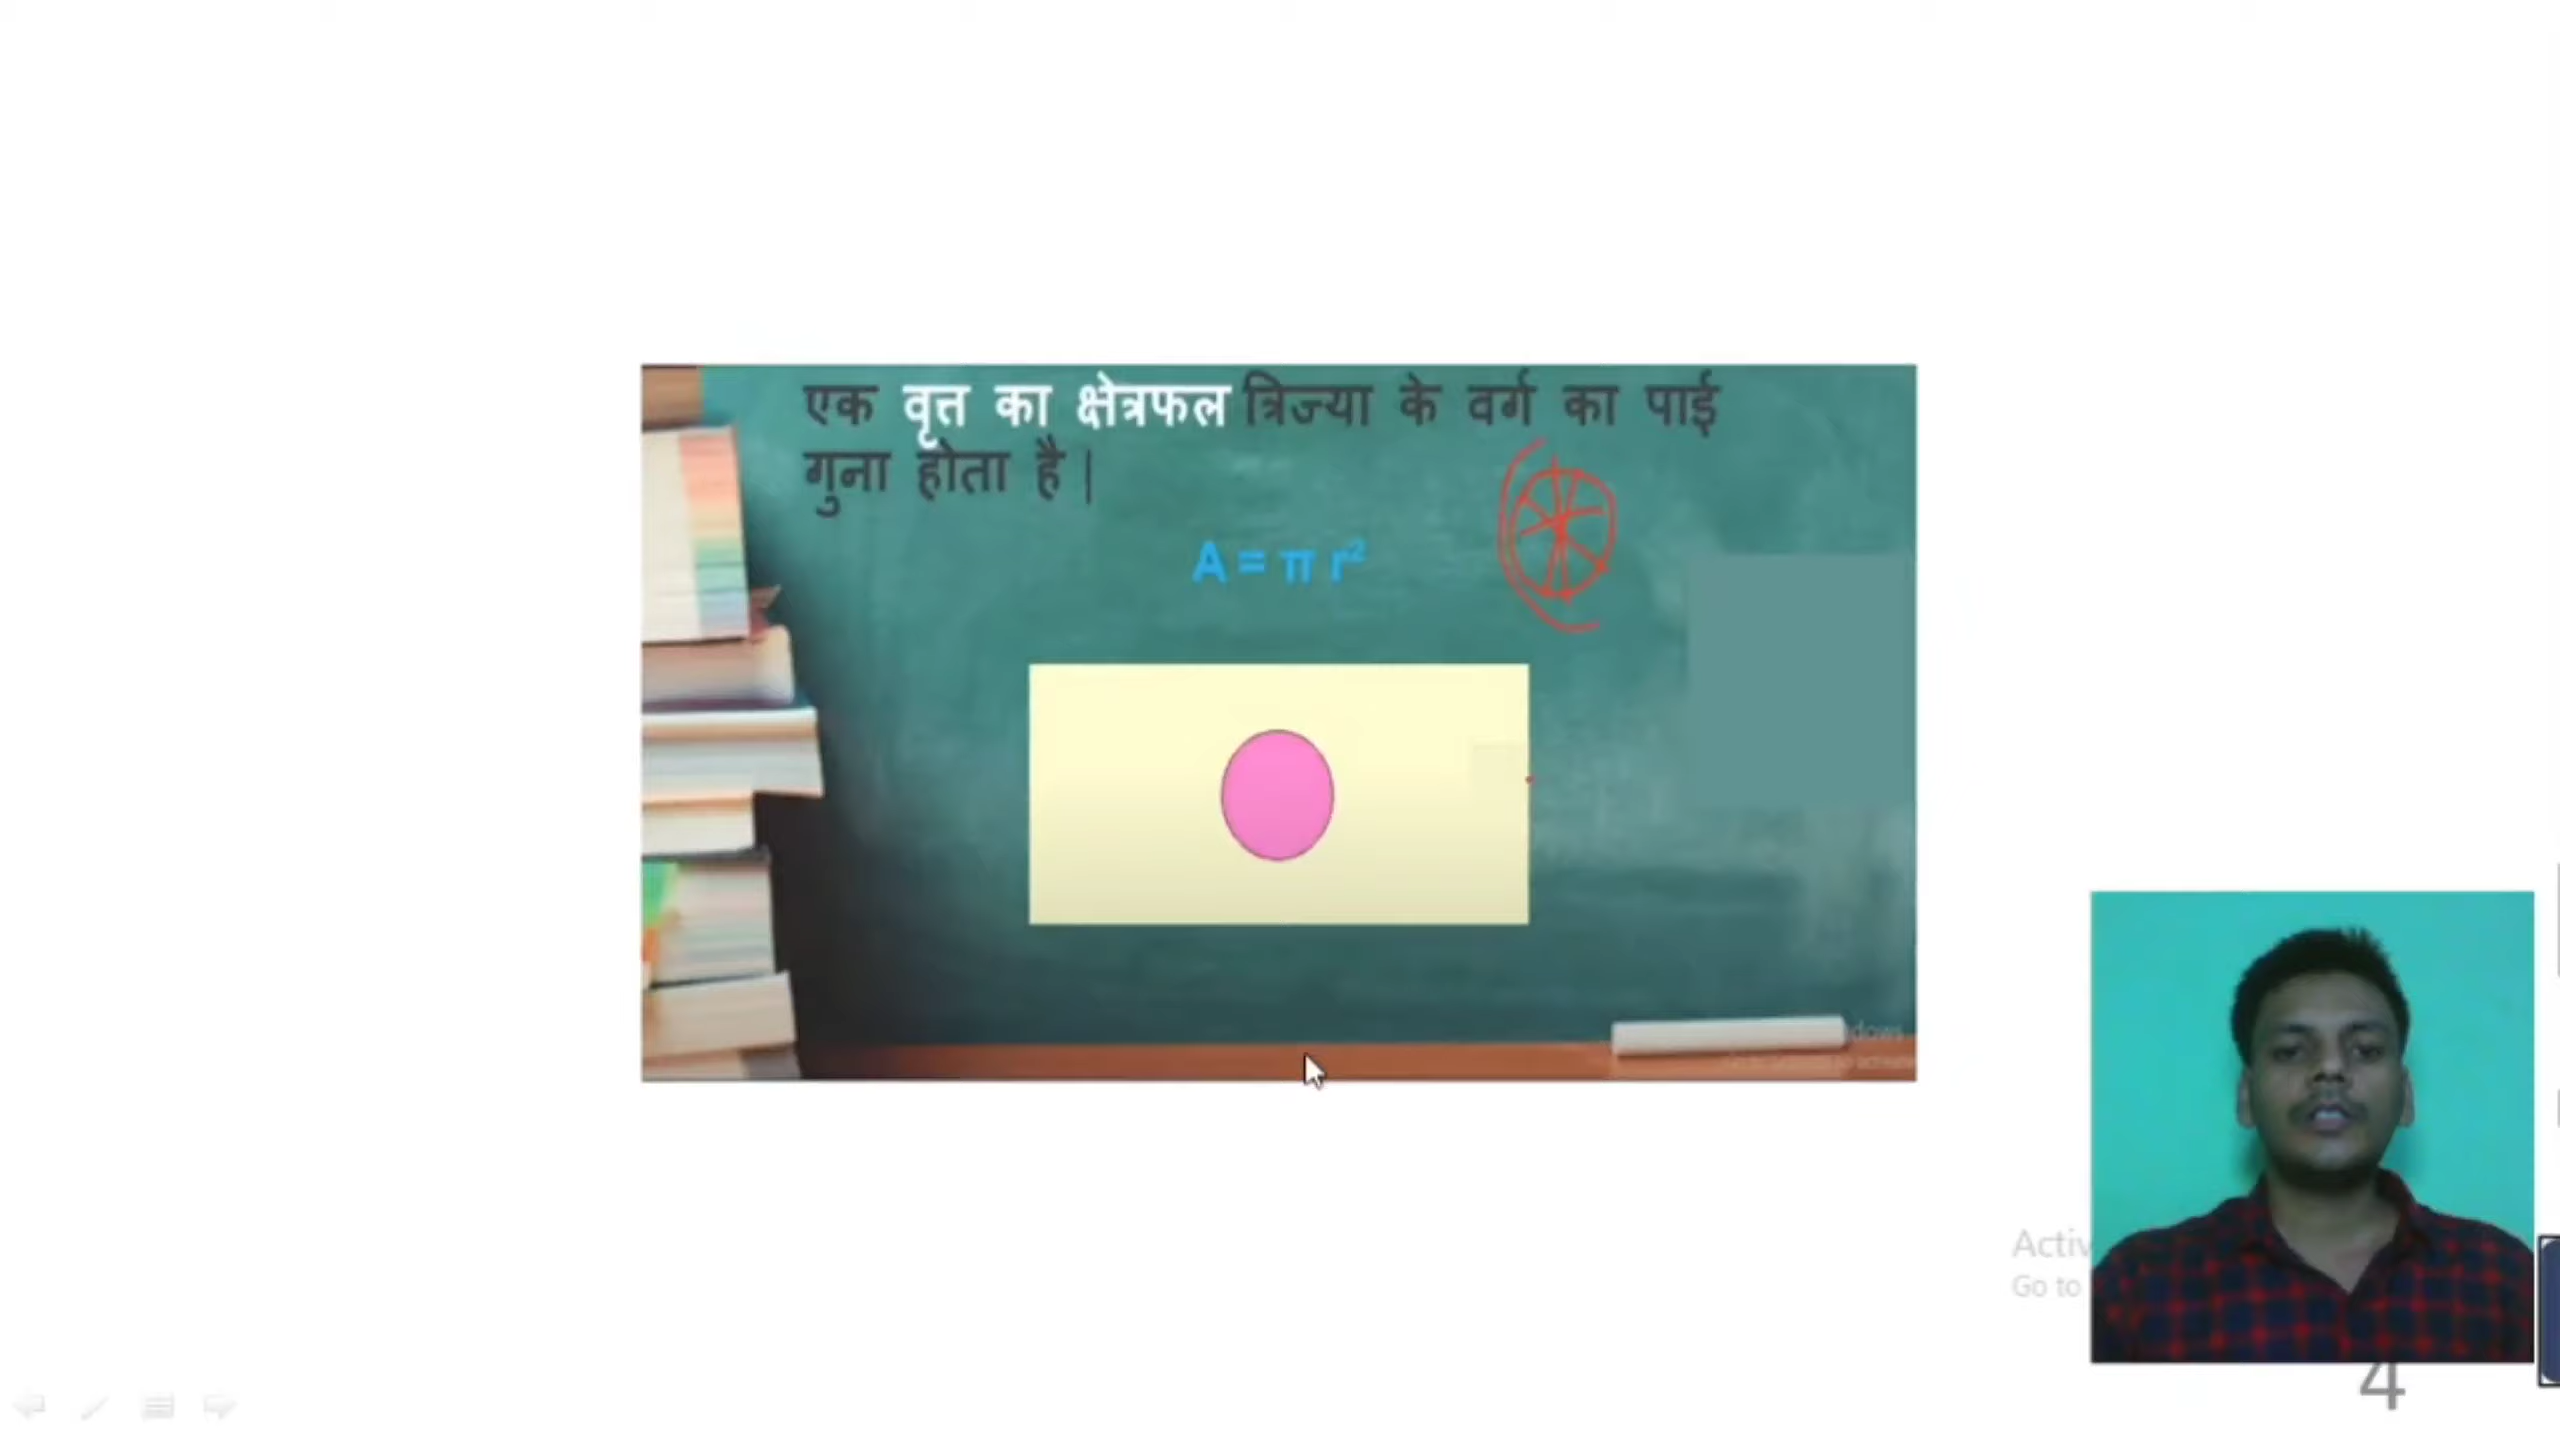 एक वृत्त का क्षेत्रफल त्रिज्या के वर्ग का पाई
गुना होता है |
A = π r²
Activ
Go to
4